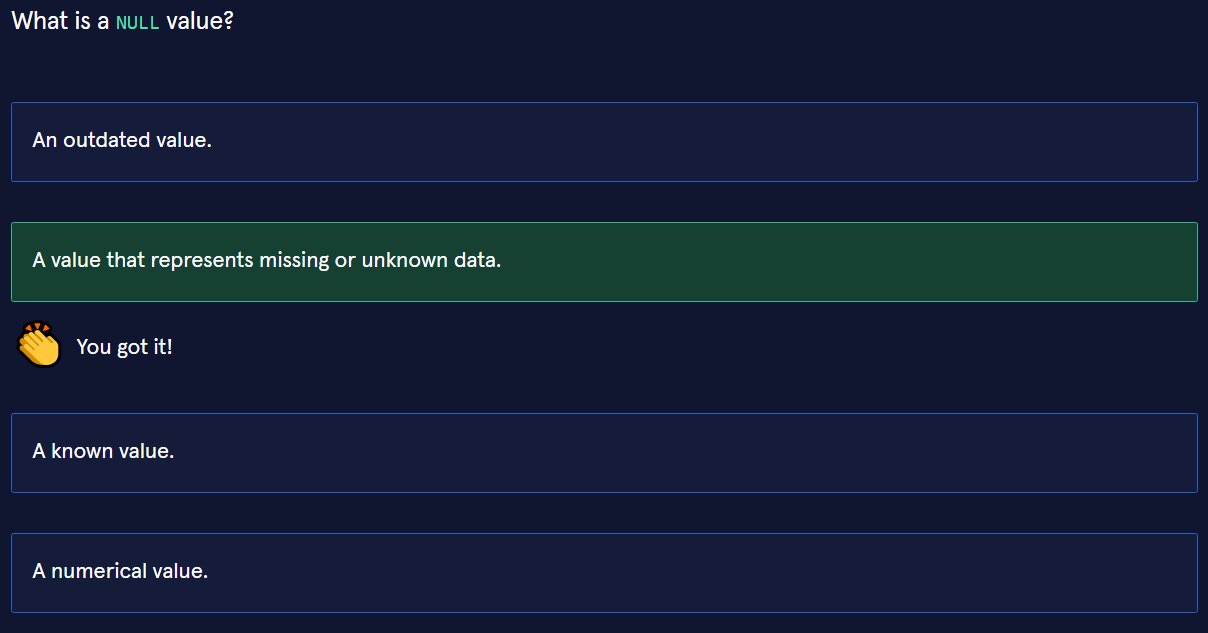 What is a NULL value?
An outdated value.
A value that represents missing or unknown data.
You got it!
A known value.
A numerical value.